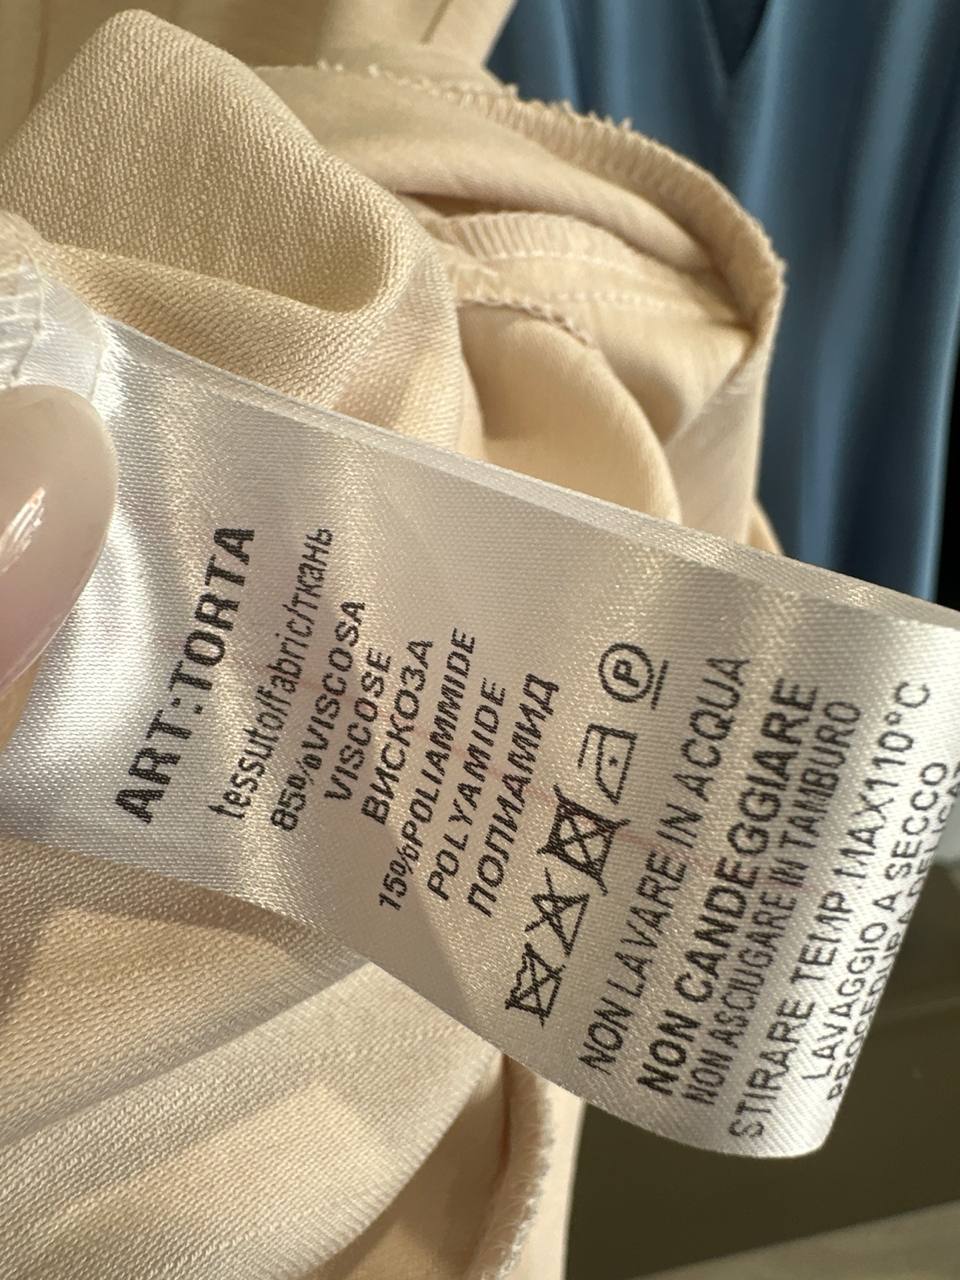 ART:TORTA
tessuto/fabric/ткань
85%VISCOSA
VISCOSE
ВИСКОЗА
15%POLIAMMIDE
POLYAMIDE
ПОЛИАМИД
P
NON LAVARE IN ACQUA
NON CANDEGGIARE
NON ASCIUGARE IN TAMBURO
STIRARE TEMP.MAX110°C
LAVAGGIO A SECCO
PROCEDURA